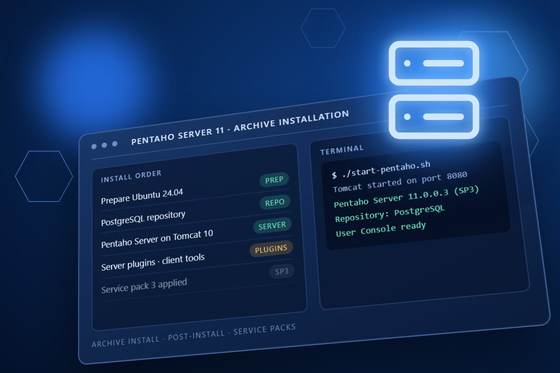 PENTAHO SERVER 11 - ARCHIVE INSTALLATION
INSTALL ORDER
Prepare Ubuntu 24.04 PREP
PostgreSQL repository REPO
Pentaho Server on Tomcat 10 SERVER
Server plugins · client tools PLUGINS
Service pack 3 applied SP3
TERMINAL
$ ./start-pentaho.sh
Tomcat started on port 8080
Pentaho Server 11.0.0.3 (SP3)
Repository: PostgreSQL
User Console ready
ARCHIVE INSTALL · POST-INSTALL · SERVICE PACKS